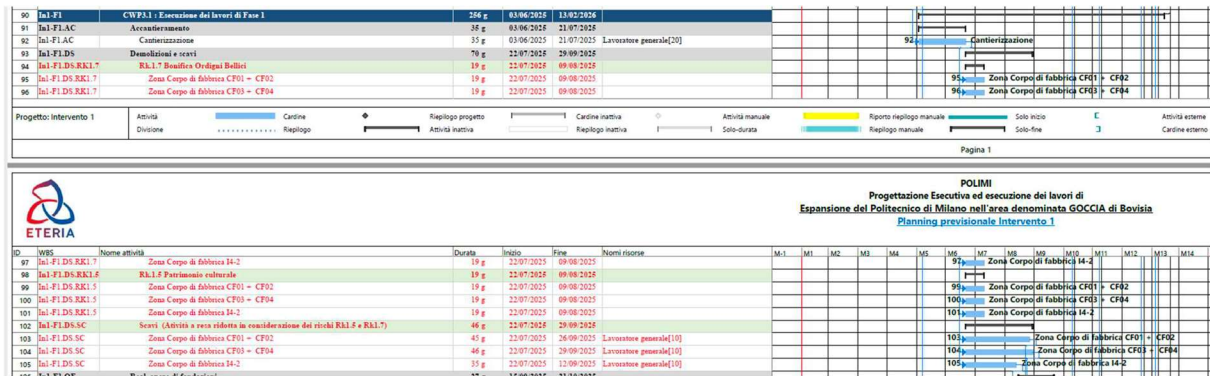 90 In1-F1 CWP3.1 : Esecuzione dei lavori di Fase 1 256 g 03/06/2025 13/02/2026
91 In1-F1.AC Accantieramento 35 g 03/06/2025 21/07/2025
92 In1-F1.AC Cantierizzazione 35 g 03/06/2025 21/07/2025 Lavoratore generale[20] 92 Cantierizzazione
93 In1-F1.DS Demolizioni e scavi 70 g 22/07/2025 29/09/2025
94 In1-F1.DS.RK1.7 Rk.1.7 Bonifica Ordigni Bellici 19 g 22/07/2025 09/08/2025
95 In1-F1.DS.RK1.7 Zona Corpo di fabbrica CF01 + CF02 19 g 22/07/2025 09/08/2025 95 Zona Corpo di fabbrica CF01 + CF02
96 In1-F1.DS.RK1.7 Zona Corpo di fabbrica CF03 + CF04 19 g 22/07/2025 09/08/2025 96 Zona Corpo di fabbrica CF03 + CF04
Progetto: Intervento 1 Attività Cardine Riepilogo progetto Cardine inattiva Attività manuale Riporto riepilogo manuale Solo inizio Attività esterne
Divisione Riepilogo Attività inattiva Riepilogo inattiva Solo-durata Riepilogo manuale Solo-fine Cardine esterno
Pagina 1
ETERIA
POLIMI
Progettazione Esecutiva ed esecuzione dei lavori di
Espansione del Politecnico di Milano nell'area denominata GOCCIA di Bovisia
Planning previsionale Intervento 1
ID WBS Nome attività Durata Inizio Fine Nomi risorse M-1 M1 M2 M3 M4 M5 M6 M7 M8 M9 M10 M11 M12 M13 M14
97 In1-F1.DS.RK1.7 Zona Corpo di fabbrica I4-2 19 g 22/07/2025 09/08/2025 97 Zona Corpo di fabbrica I4-2
98 In1-F1.DS.RK1.5 Rk.1.5 Patrimonio culturale 19 g 22/07/2025 09/08/2025
99 In1-F1.DS.RK1.5 Zona Corpo di fabbrica CF01 + CF02 19 g 22/07/2025 09/08/2025 99 Zona Corpo di fabbrica CF01 + CF02
100 In1-F1.DS.RK1.5 Zona Corpo di fabbrica CF03 + CF04 19 g 22/07/2025 09/08/2025 100 Zona Corpo di fabbrica CF03 + CF04
101 In1-F1.DS.RK1.5 Zona Corpo di fabbrica I4-2 19 g 22/07/2025 09/08/2025 101 Zona Corpo di fabbrica I4-2
102 In1-F1.DS.SC Scavi (Atività a resa ridotta in considerazione dei rischi Rk1.5 e Rk1.7) 46 g 22/07/2025 29/09/2025
103 In1-F1.DS.SC Zona Corpo di fabbrica CF01 + CF02 45 g 22/07/2025 26/09/2025 Lavoratore generale[10] 103 Zona Corpo di fabbrica CF01 + CF02
104 In1-F1.DS.SC Zona Corpo di fabbrica CF03 + CF04 46 g 22/07/2025 29/09/2025 Lavoratore generale[10] 104 Zona Corpo di fabbrica CF03 + CF04
105 In1-F1.DS.SC Zona Corpo di fabbrica I4-2 35 g 22/07/2025 12/09/2025 Lavoratore generale[10] 105 Zona Corpo di fabbrica I4-2